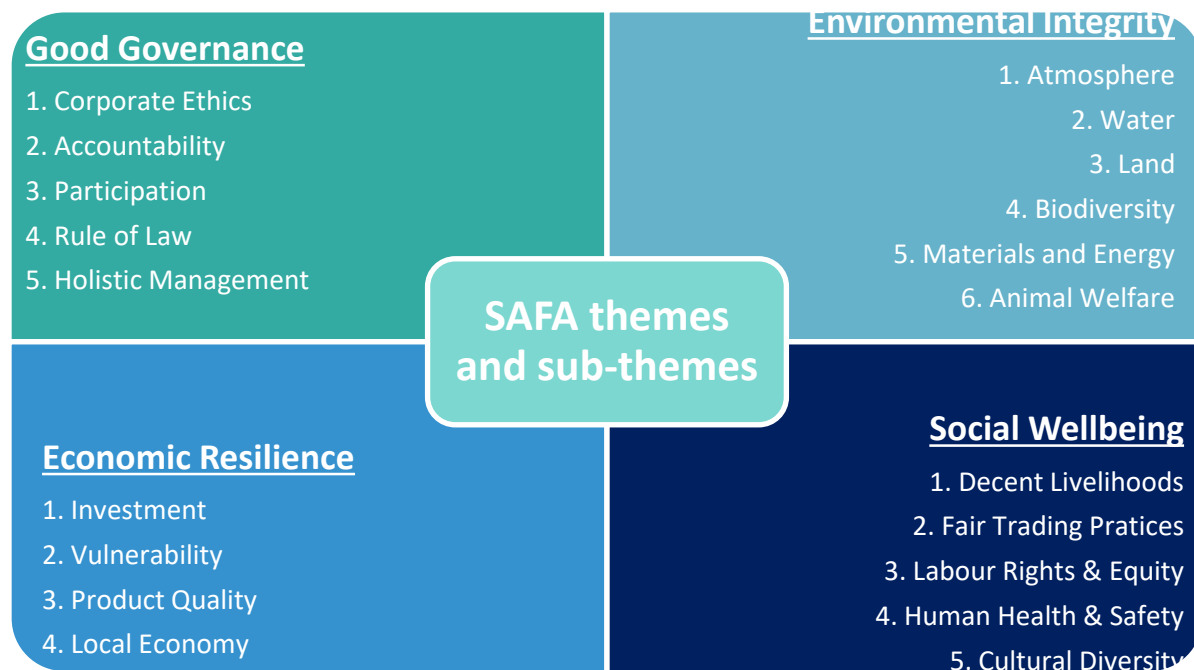 Good Governance
1. Corporate Ethics
2. Accountability
3. Participation
4. Rule of Law
5. Holistic Management
Environmental Integrity
1. Atmosphere
2. Water
3. Land
4. Biodiversity
5. Materials and Energy
6. Animal Welfare
SAFA themes
and sub-themes
Economic Resilience
1. Investment
2. Vulnerability
3. Product Quality
4. Local Economy
Social Wellbeing
1. Decent Livelihoods
2. Fair Trading Pratices
3. Labour Rights & Equity
4. Human Health & Safety
5. Cultural Diversity